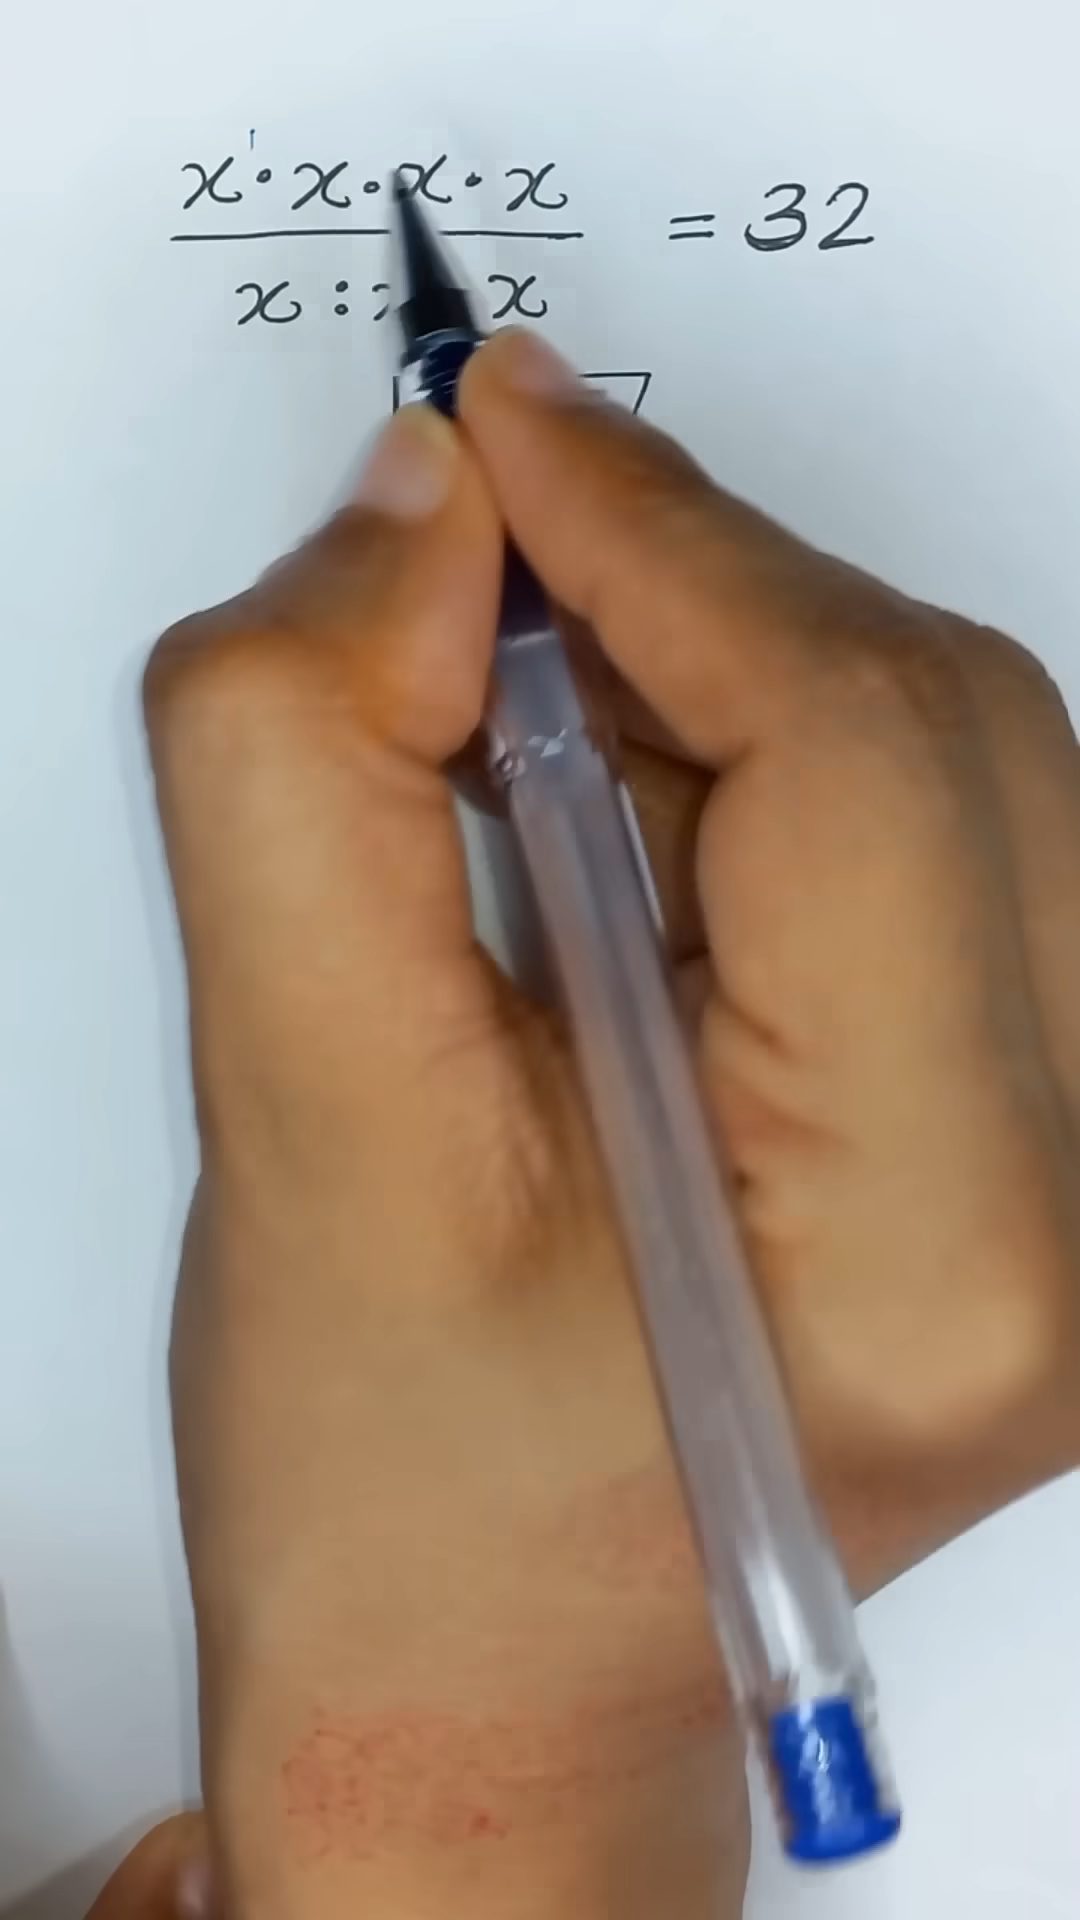 x · x · x · x
= 32
x : x